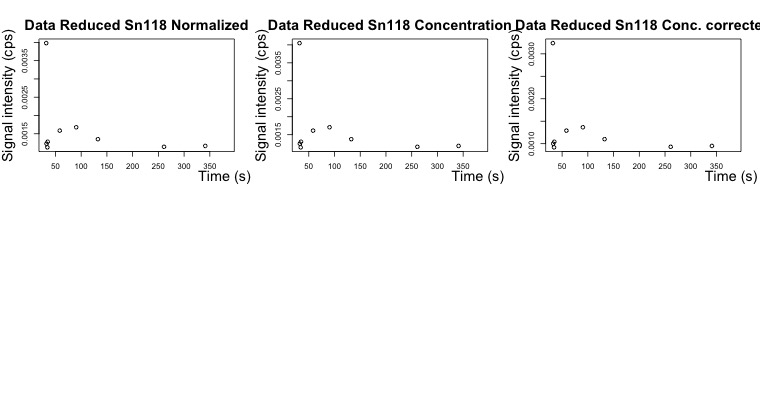 Data Reduced Sn118 Normalized
Signal intensity (cps)
0.0015
0.0025
0.0035
50 100 150 200 250 300 350
Time (s)
Data Reduced Sn118 Concentration
Signal intensity (cps)
0.0015
0.0025
0.0035
50 100 150 200 250 300 350
Time (s)
Data Reduced Sn118 Conc. correcte
Signal intensity (cps)
0.0010
0.0020
0.0030
50 100 150 200 250 300 350
Time (s)